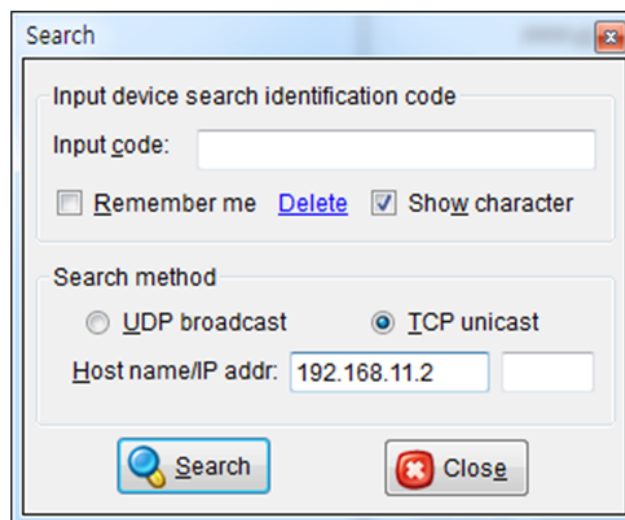 Search
Input device search identification code
Input code:
Remember me Delete Show character
Search method
UDP broadcast TCP unicast
Host name/IP addr: 192.168.11.2
Search Close